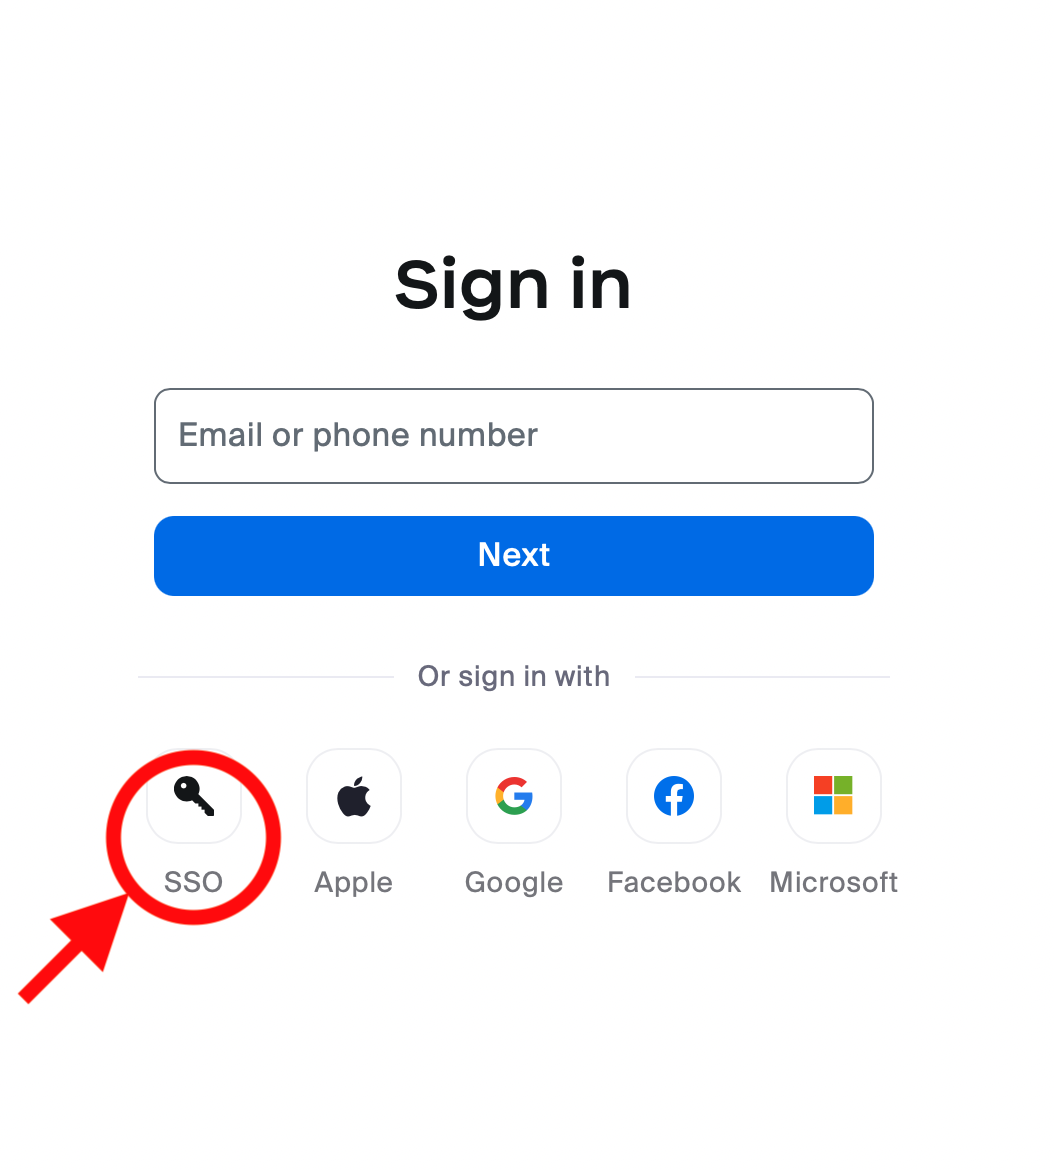 Sign in
Email or phone number
Next
Or sign in with
SSO Apple Google Facebook Microsoft